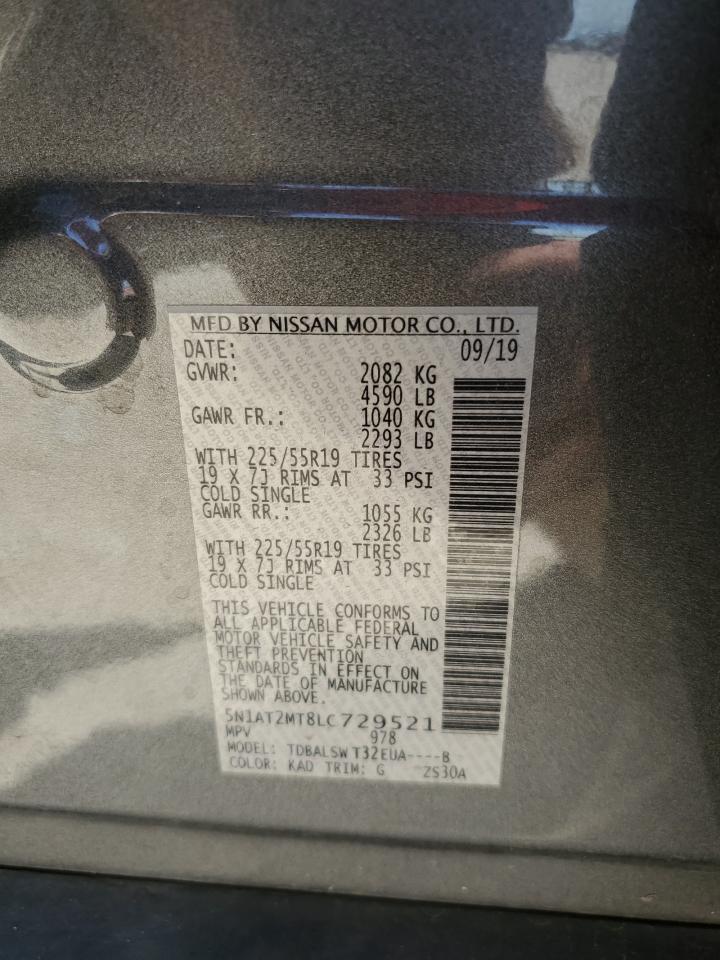 MFD BY NISSAN MOTOR CO., LTD.
DATE: 09/19
GVWR: 2082 KG
4590 LB
GAWR FR.: 1040 KG
2293 LB
WITH 225/55R19 TIRES
19 X 7J RIMS AT 33 PSI
COLD SINGLE
GAWR RR.: 1055 KG
2326 LB
WITH 225/55R19 TIRES
19 X 7J RIMS AT 33 PSI
COLD SINGLE
THIS VEHICLE CONFORMS TO
ALL APPLICABLE FEDERAL
MOTOR VEHICLE SAFETY AND
THEFT PREVENTION
STANDARDS IN EFFECT ON
THE DATE OF MANUFACTURE
SHOWN ABOVE.
5N1AT2MT8LC729521
MPV 978
MODEL: TDBALSW T32EUA----B
COLOR: KAD TRIM: G 2S30A